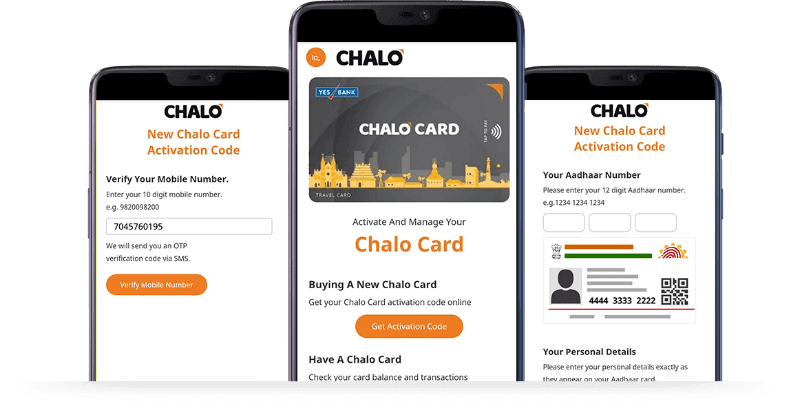 CHALO
New Chalo Card
Activation Code
Verify Your Mobile Number.
Enter your 10 digit mobile number.
e.g. 9820098200
7045760195
We will send you an OTP
verification code via SMS.
Verify Mobile Number
CHALO
YES BANK
CHALO CARD
TAP TO PAY
TRAVEL CARD
Activate And Manage Your
Chalo Card
Buying A New Chalo Card
Get your Chalo Card activation code online
Get Activation Code
Have A Chalo Card
Check your card balance and transactions
CHALO
New Chalo Card
Activation Code
Your Aadhaar Number
Please enter your 12 digit Aadhaar number.
e.g.1234 1234 1234
4444 3333 2222
Your Personal Details
Please enter your personal details exactly as
they appear on your Aadhaar card.